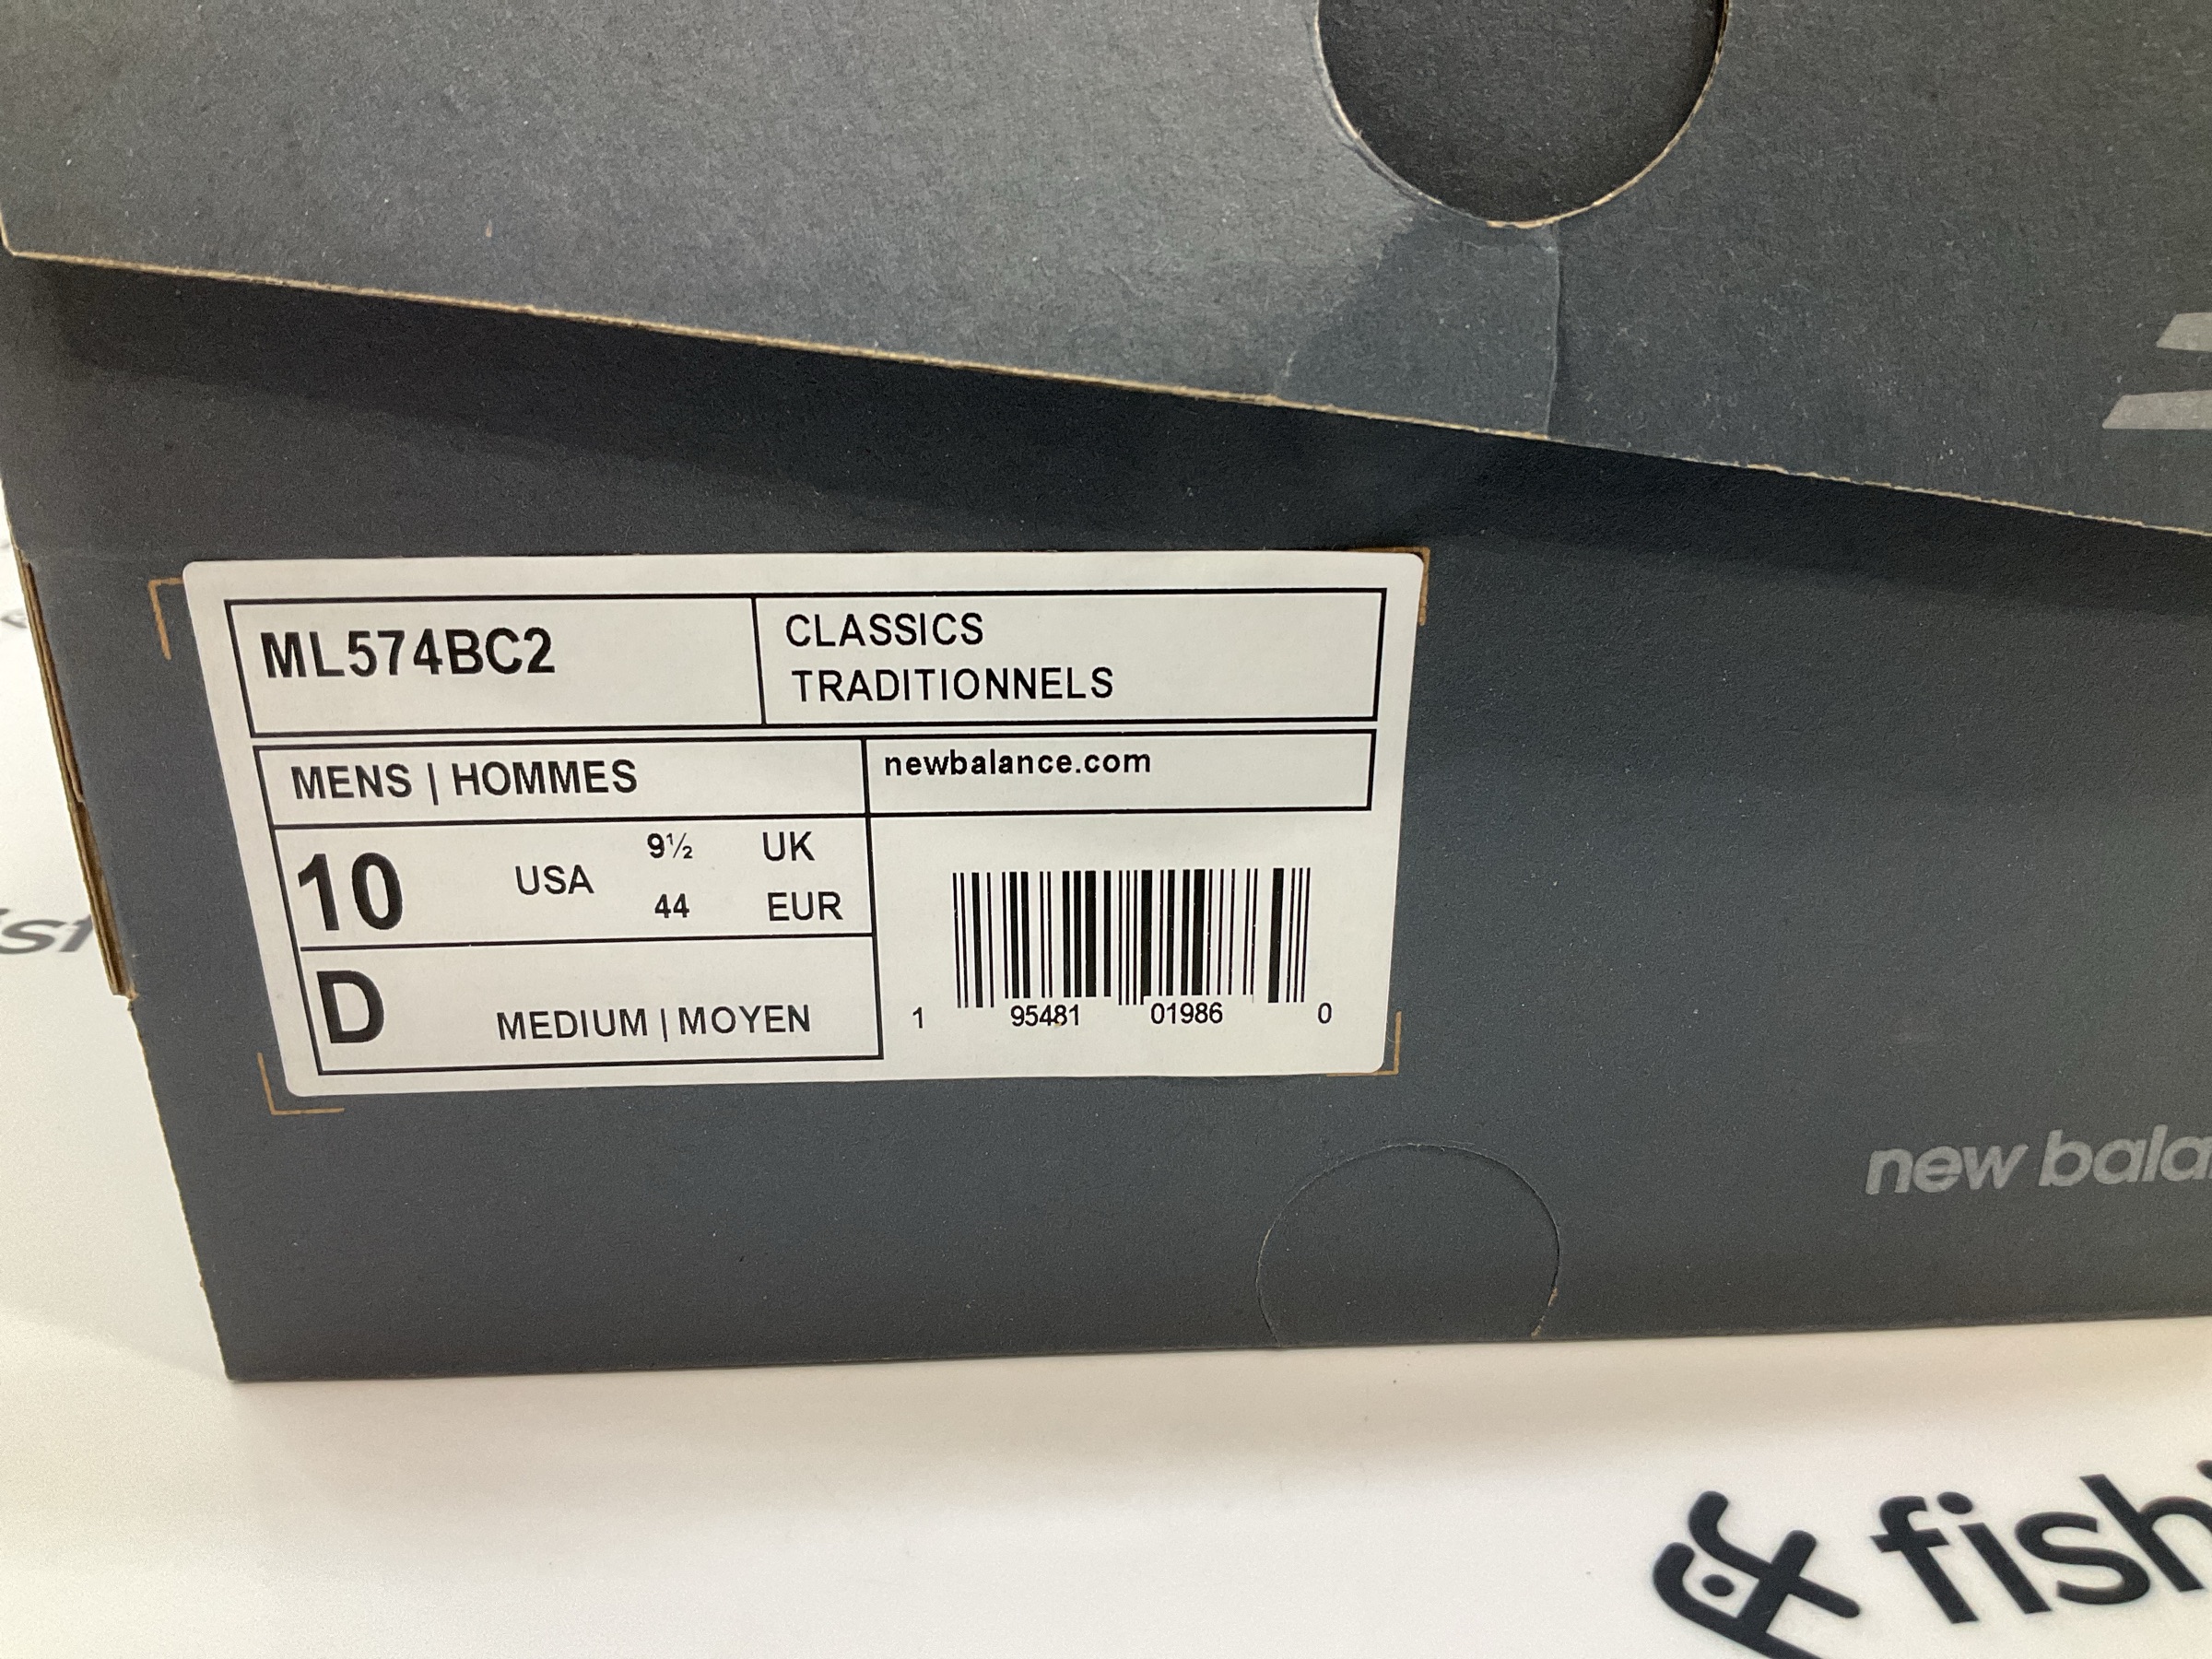 ML574BC2
CLASSICS
TRADITIONNELS
MENS | HOMMES
newbalance.com
10 USA 9½ UK
44 EUR
D MEDIUM | MOYEN
1 95481 01986 0
new bala
fish